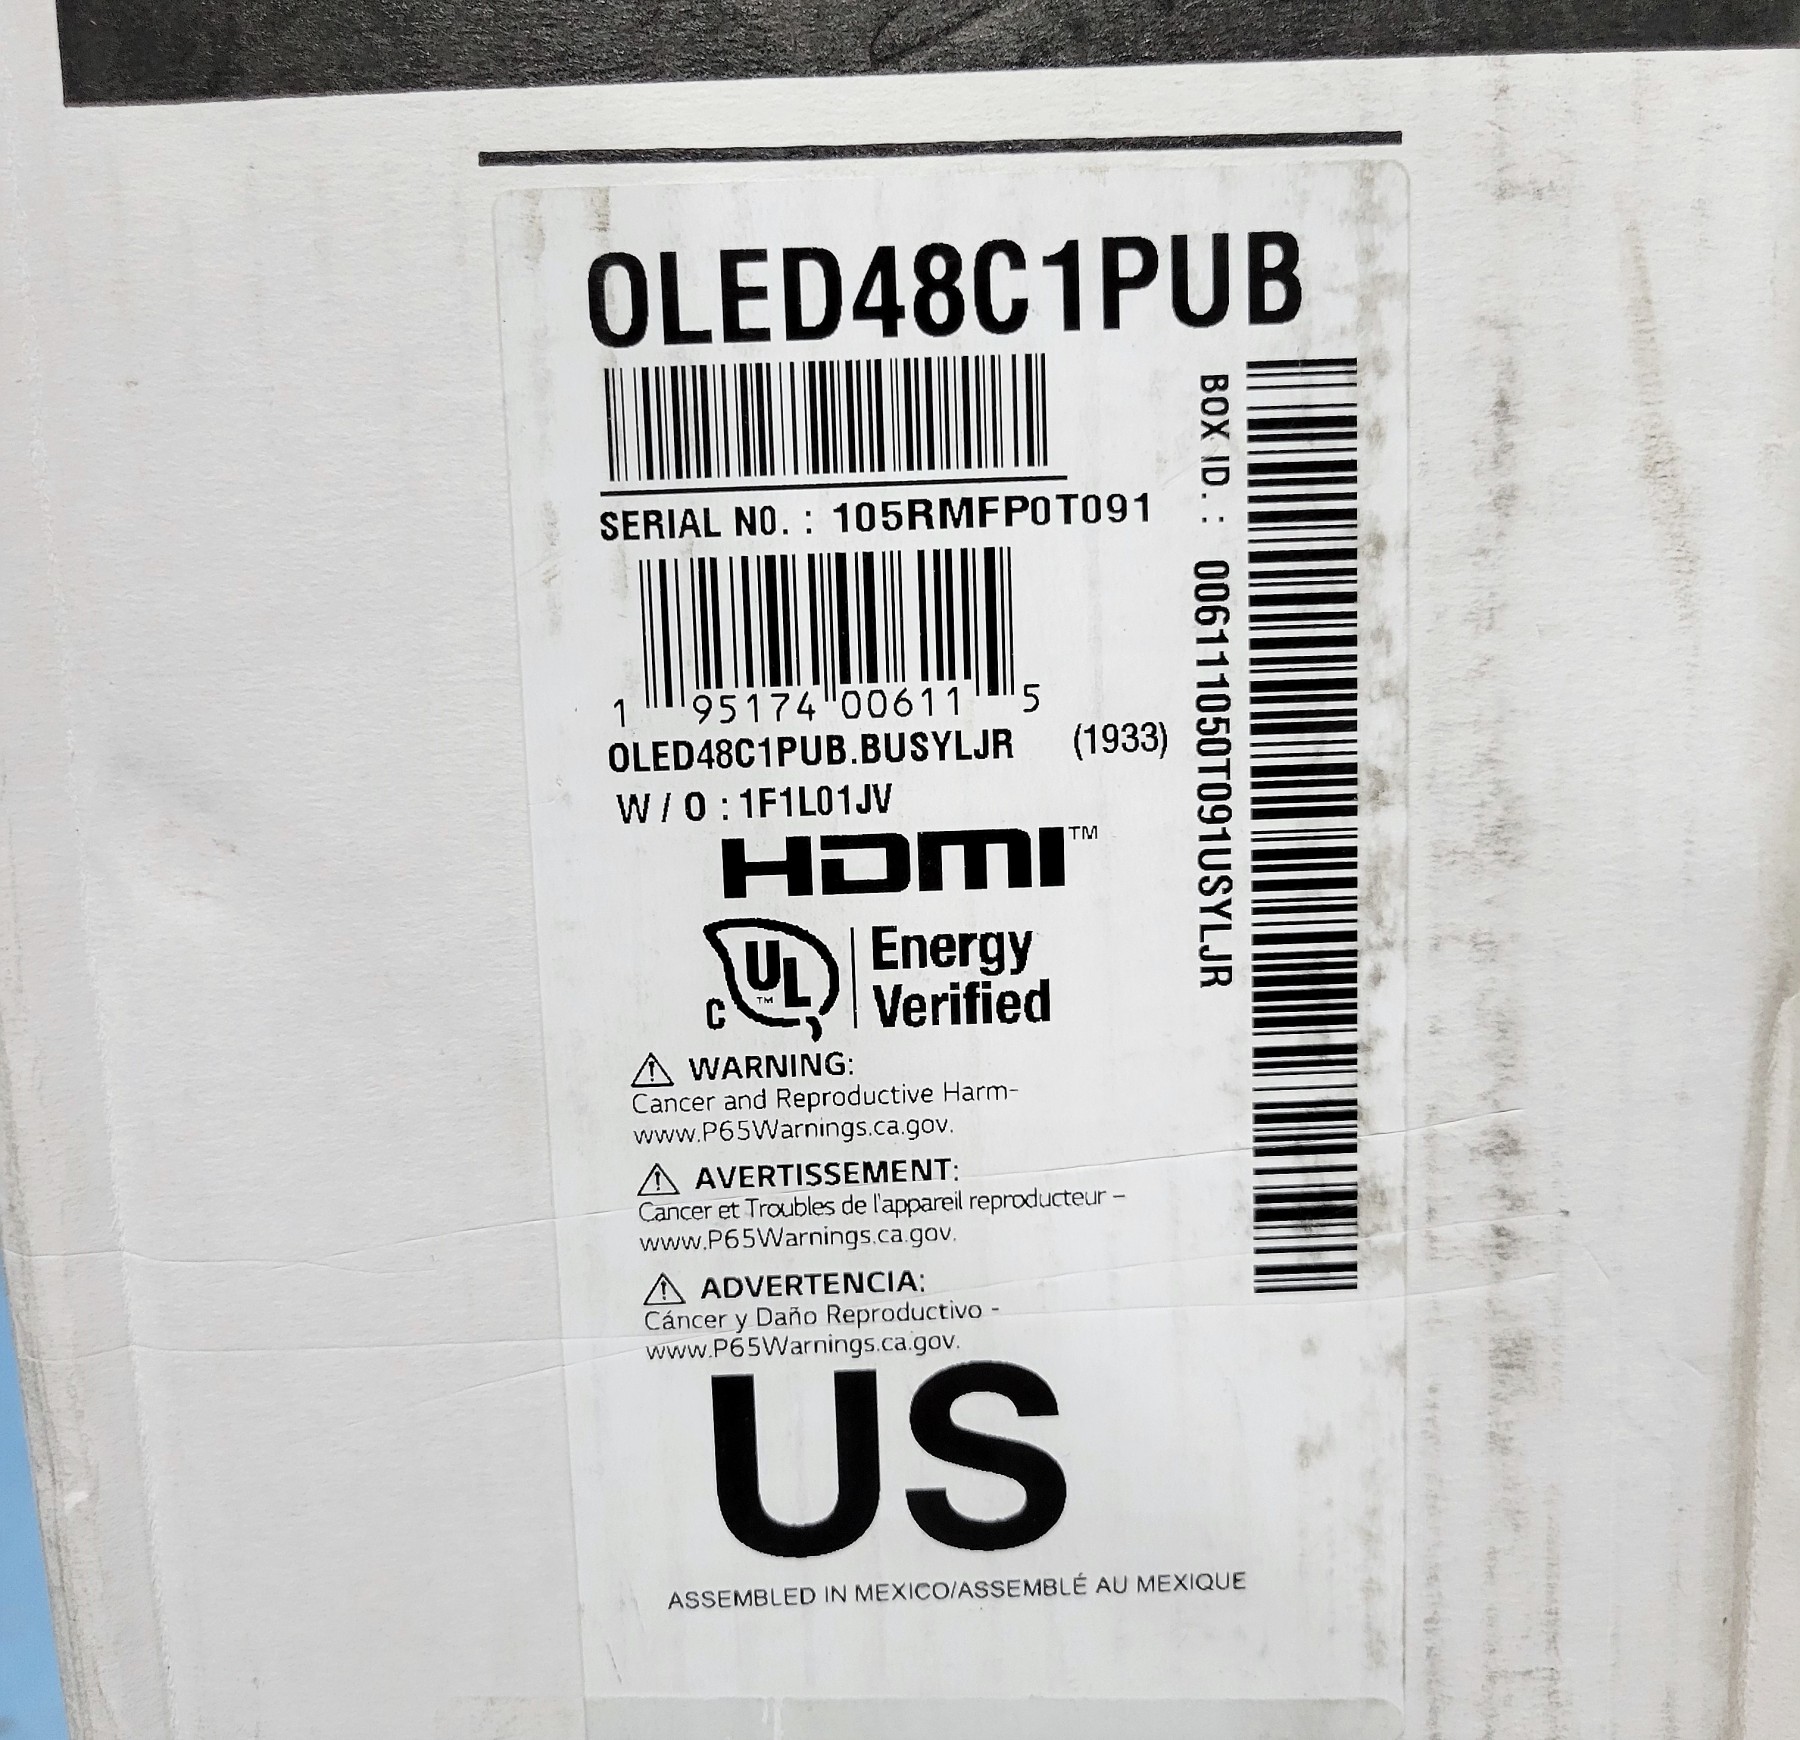 OLED48C1PUB
SERIAL NO. : 105RMFP0T091
1 95174 00611 5
OLED48C1PUB.BUSYLJR (1933)
W / O : 1F1L01JV
HDMI™
C UL™ Energy
Verified
⚠ WARNING:
Cancer and Reproductive Harm-
www.P65Warnings.ca.gov.
⚠ AVERTISSEMENT:
Cancer et Troubles de l'appareil reproducteur –
www.P65Warnings.ca.gov.
⚠ ADVERTENCIA:
Cáncer y Daño Reproductivo -
www.P65Warnings.ca.gov.
US
ASSEMBLED IN MEXICO/ASSEMBLÉ AU MEXIQUE
BOX ID. : 006111050T091USYLJR